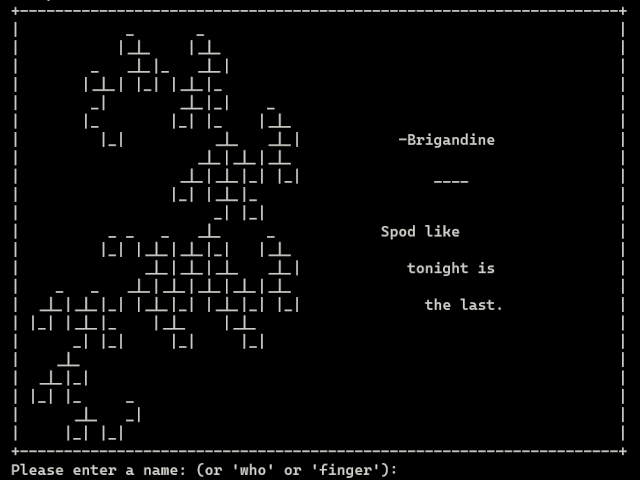 -Brigandine
----
Spod like
tonight is
the last.
Please enter a name: (or 'who' or 'finger'):